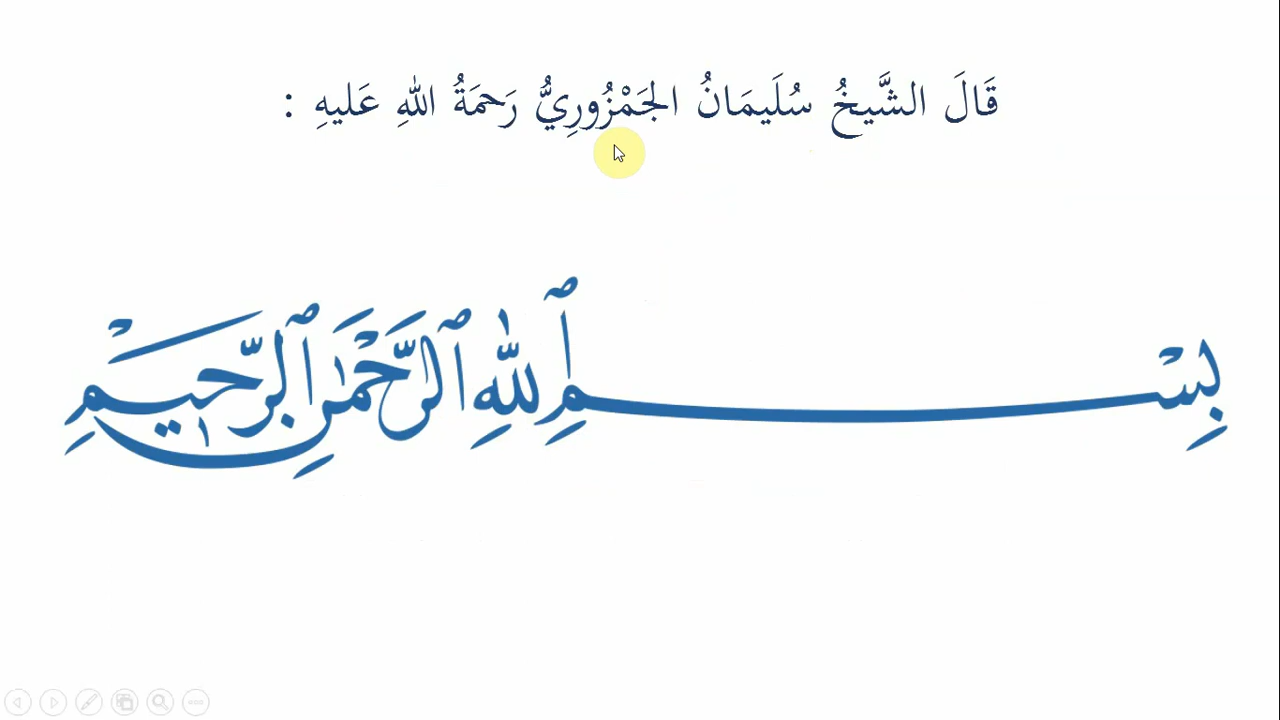 قَالَ الشَّيخُ سُلَيمَانُ الجَمْزُورِيُّ رَحمَةُ اللهِ عَليهِ :
بِسْمِ ٱللَّهِ ٱلرَّحْمَٰنِ ٱلرَّحِيمِ